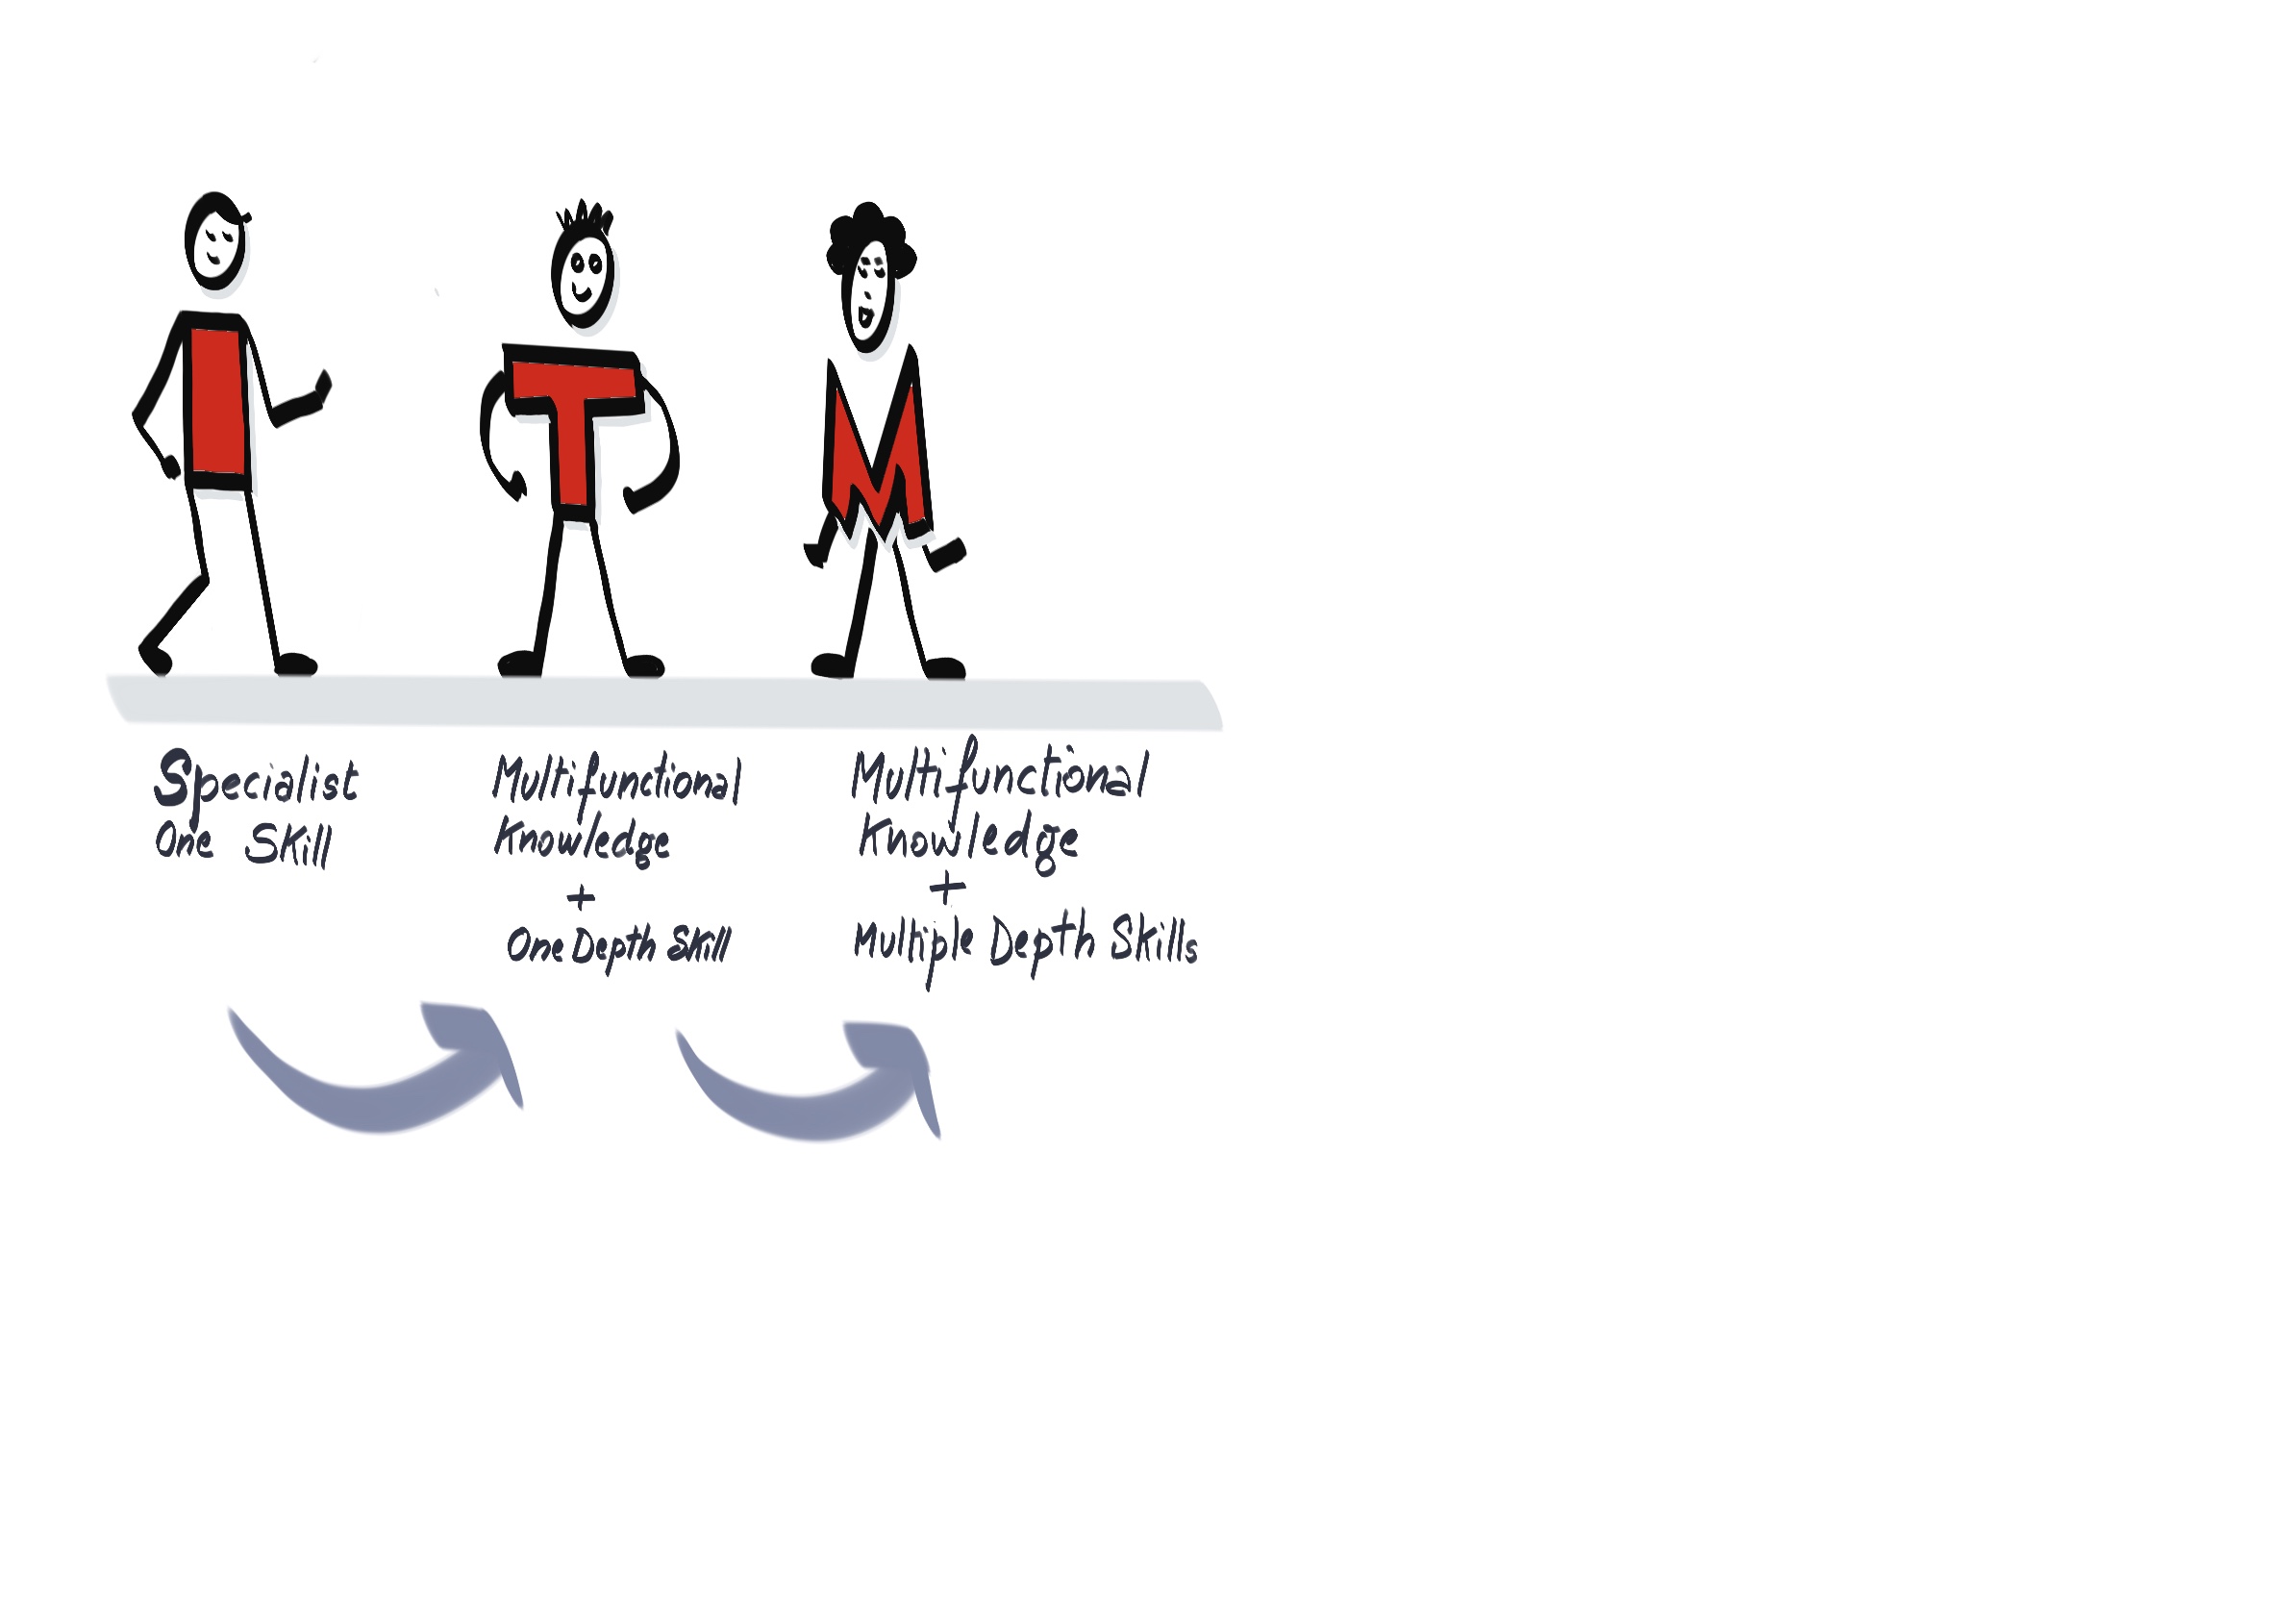 T
M
Specialist
One Skill
Multifunctional
Knowledge
+
One Depth Skill
Multifunctional
Knowledge
+
Multiple Depth Skills